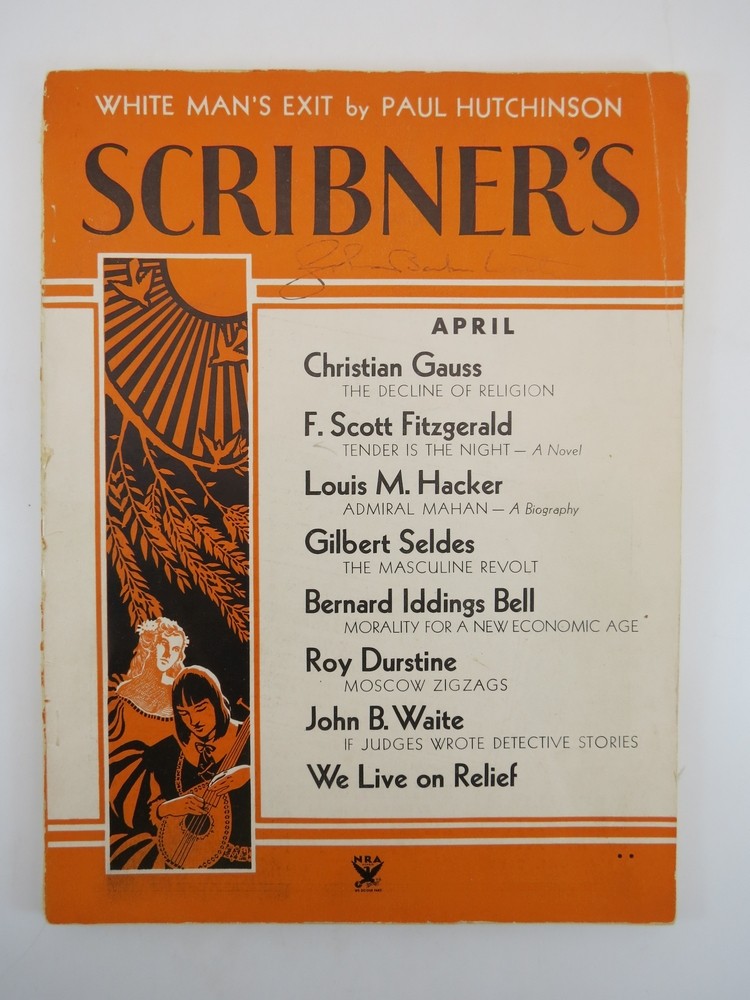 WHITE MAN'S EXIT by PAUL HUTCHINSON
SCRIBNER'S
APRIL
Christian Gauss
THE DECLINE OF RELIGION
F. Scott Fitzgerald
TENDER IS THE NIGHT — A Novel
Louis M. Hacker
ADMIRAL MAHAN — A Biography
Gilbert Seldes
THE MASCULINE REVOLT
Bernard Iddings Bell
MORALITY FOR A NEW ECONOMIC AGE
Roy Durstine
MOSCOW ZIGZAGS
John B. Waite
IF JUDGES WROTE DETECTIVE STORIES
We Live on Relief
NRA